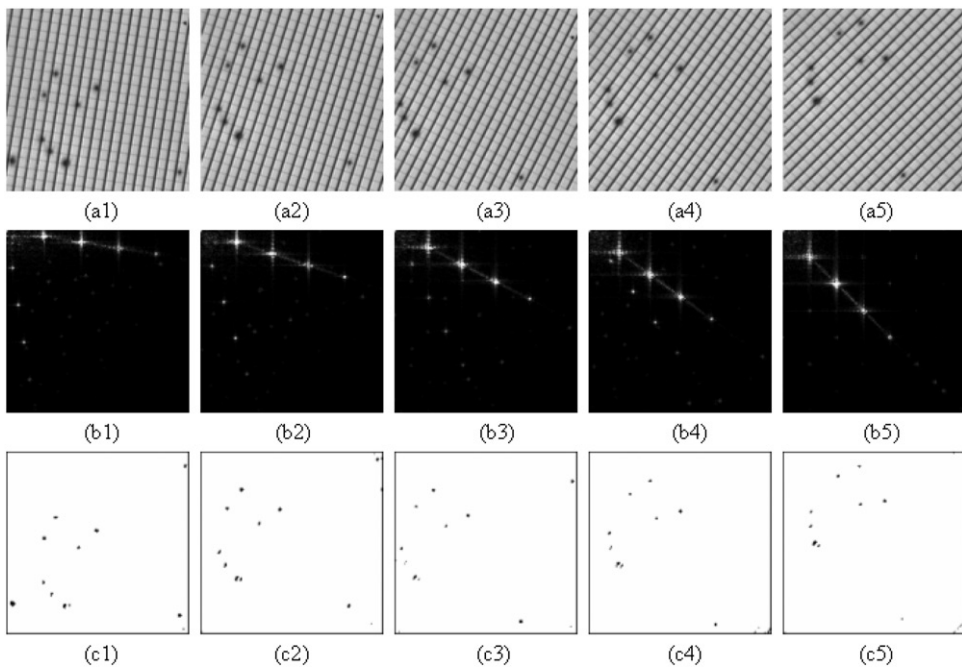 (a1) (a2) (a3) (a4) (a5)
(b1) (b2) (b3) (b4) (b5)
(c1) (c2) (c3) (c4) (c5)